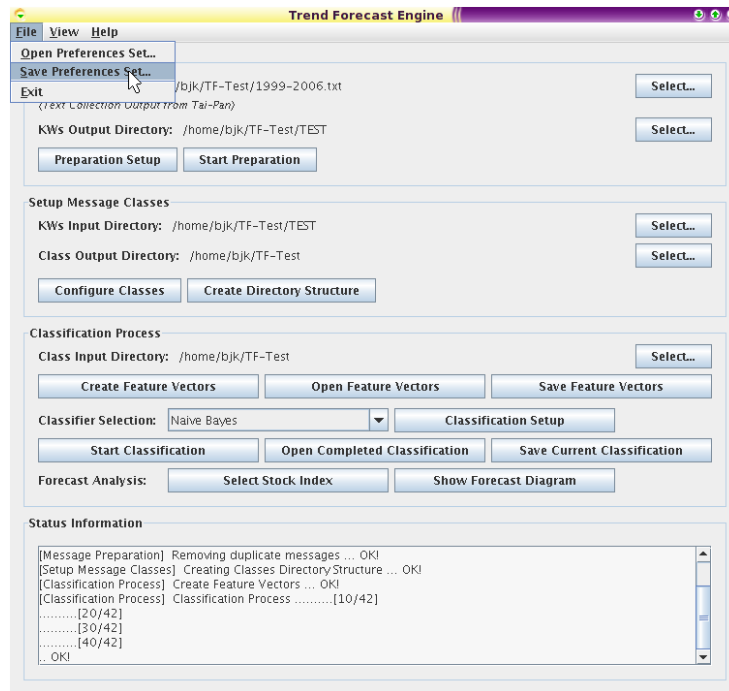 Trend Forecast Engine
File View Help
Open Preferences Set...
Save Preferences Set...
Exit
/bjk/TF-Test/1999-2006.txt
Select...
(Text Collection Output from Tai-Pan)
KWs Output Directory: /home/bjk/TF-Test/TEST
Select...
Preparation Setup
Start Preparation
Setup Message Classes
KWs Input Directory: /home/bjk/TF-Test/TEST
Select...
Class Output Directory: /home/bjk/TF-Test
Select...
Configure Classes
Create Directory Structure
Classification Process
Class Input Directory: /home/bjk/TF-Test
Select...
Create Feature Vectors
Open Feature Vectors
Save Feature Vectors
Classifier Selection: Naive Bayes
Classification Setup
Start Classification
Open Completed Classification
Save Current Classification
Forecast Analysis:
Select Stock Index
Show Forecast Diagram
Status Information
[Message Preparation] Removing duplicate messages ... OK!
[Setup Message Classes] Creating Classes Directory Structure ... OK!
[Classification Process] Create Feature Vectors ... OK!
[Classification Process] Classification Process ..........[10/42]
..........[20/42]
..........[30/42]
..........[40/42]
.. OK!